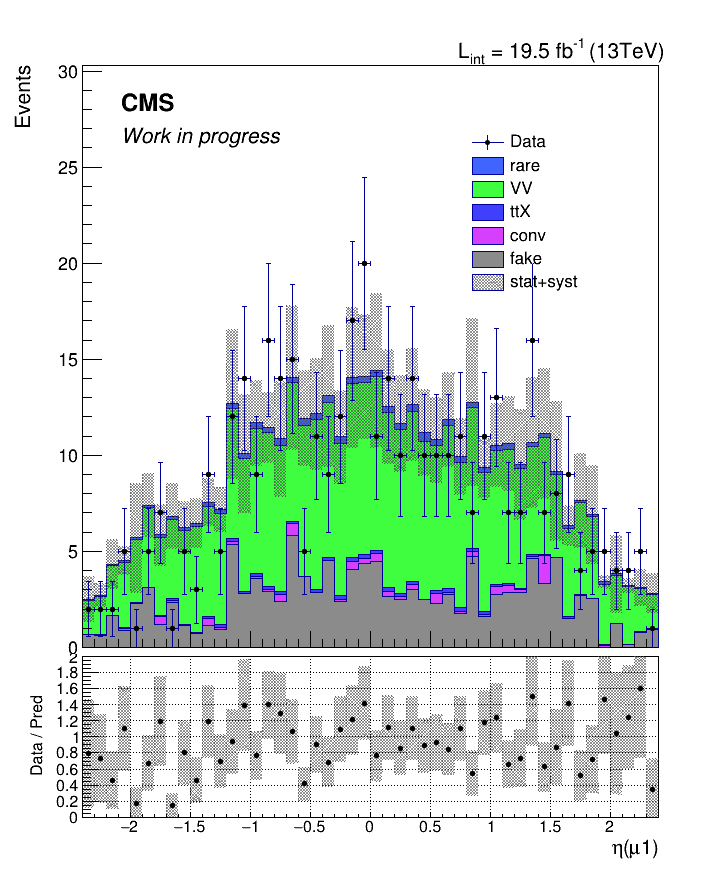 L_int = 19.5 fb^-1 (13TeV)
Events
30
25
20
15
10
5
0
CMS
Work in progress
Data
rare
VV
ttX
conv
fake
stat+syst
Data / Pred
2
1.8
1.6
1.4
1.2
1
0.8
0.6
0.4
0.2
0
−2 −1.5 −1 −0.5 0 0.5 1 1.5 2
η(μ1)